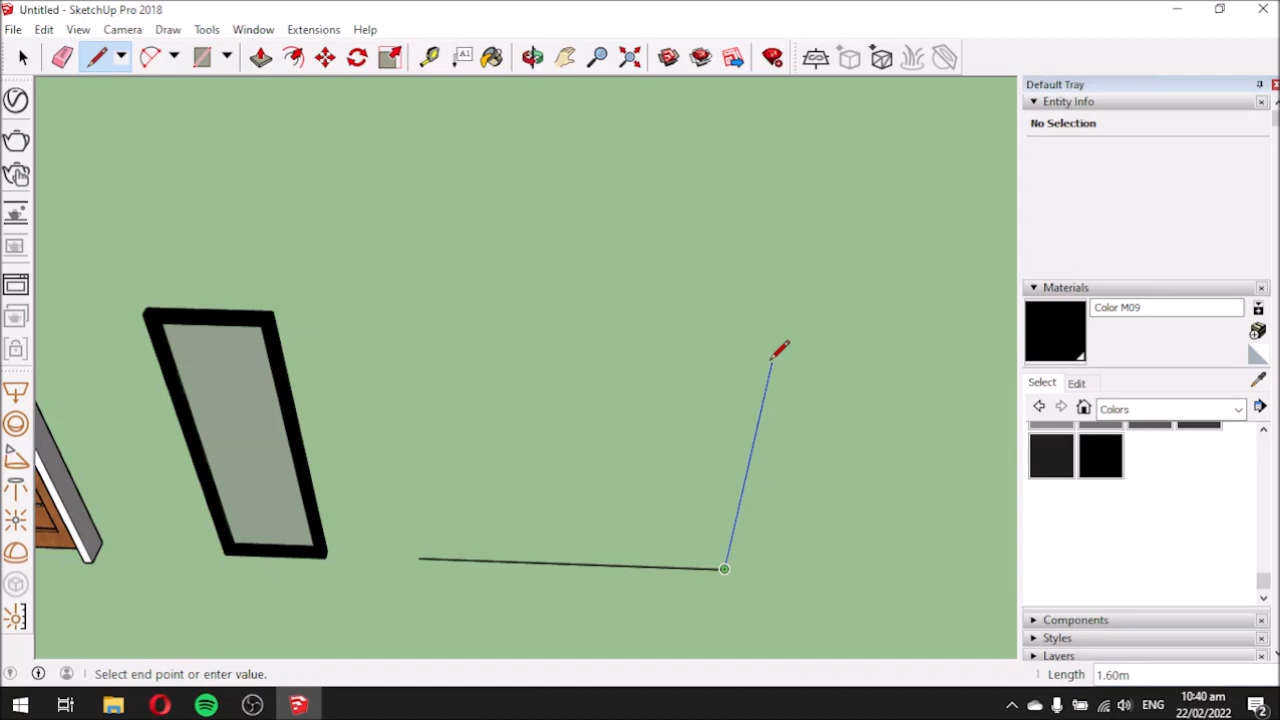 Untitled - SketchUp Pro 2018
File Edit View Camera Draw Tools Window Extensions Help
A1
Default Tray
Entity Info
No Selection
Materials
Color M09
Select Edit
Colors
Components
Styles
Layers
Select end point or enter value.
Length 1.60m
ENG
10:40 am
22/02/2022
2